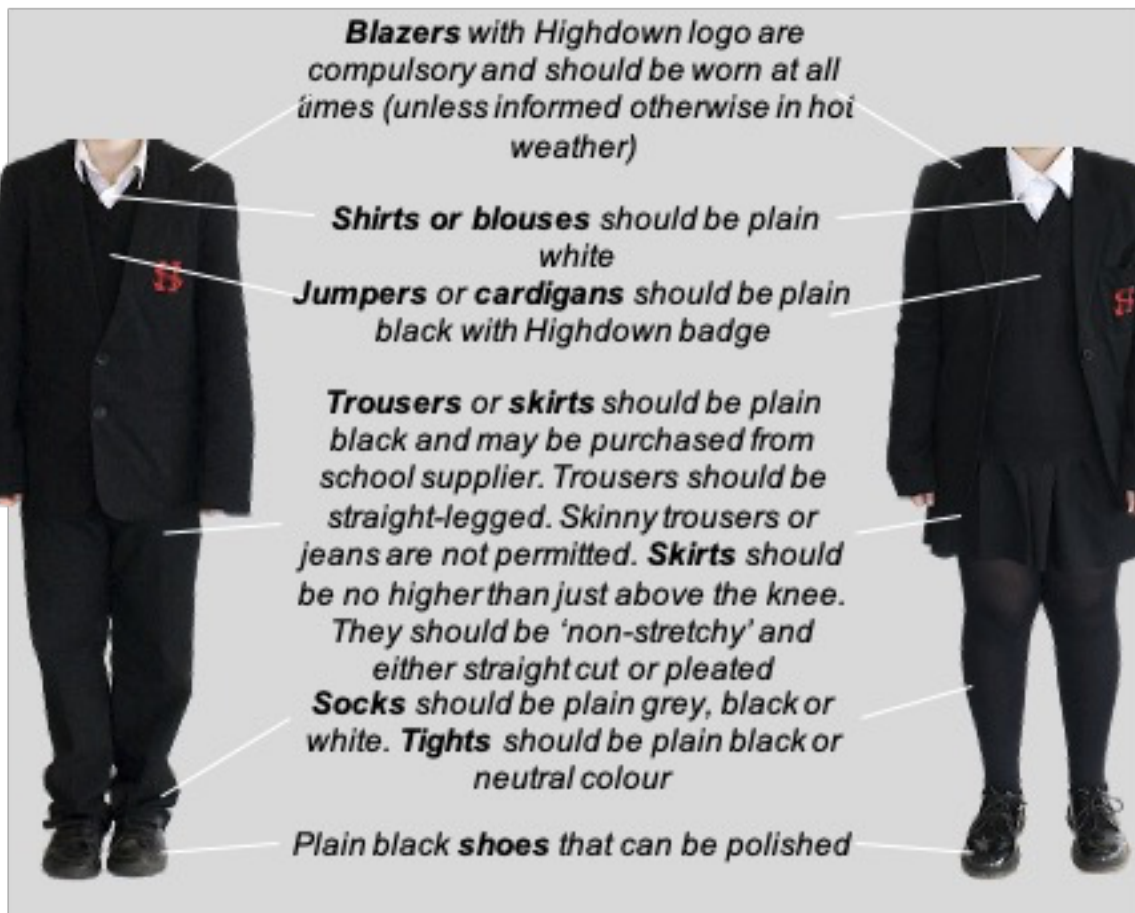 Blazers with Highdown logo are
compulsory and should be worn at all
times (unless informed otherwise in hot
weather)
Shirts or blouses should be plain
white
Jumpers or cardigans should be plain
black with Highdown badge
Trousers or skirts should be plain
black and may be purchased from
school supplier. Trousers should be
straight-legged. Skinny trousers or
jeans are not permitted. Skirts should
be no higher than just above the knee.
They should be ‘non-stretchy’ and
either straight cut or pleated
Socks should be plain grey, black or
white. Tights should be plain black or
neutral colour
Plain black shoes that can be polished